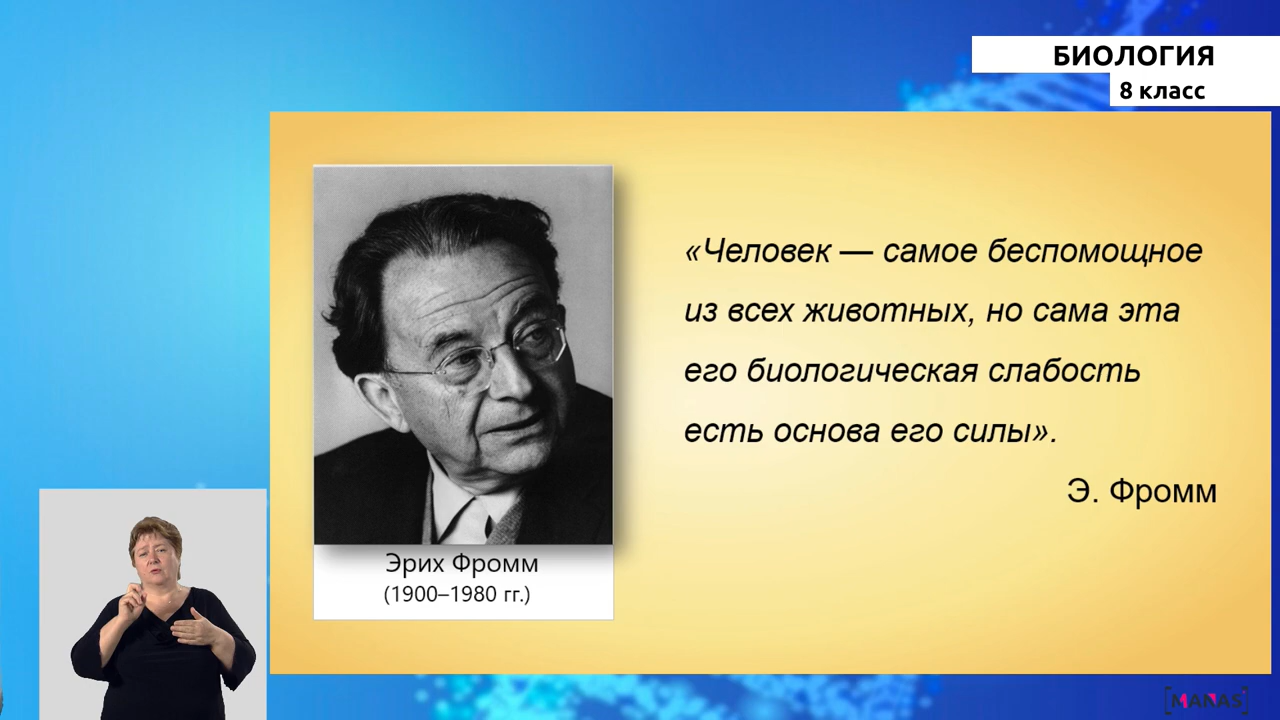 БИОЛОГИЯ
8 класс
«Человек — самое беспомощное
из всех животных, но сама эта
его биологическая слабость
есть основа его силы».
Э. Фромм
Эрих Фромм
(1900–1980 гг.)
MANAS